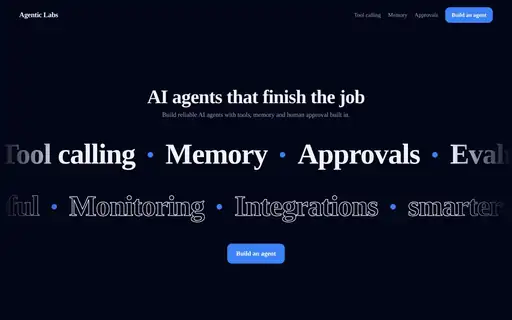 Agentic Labs
Tool calling Memory Approvals Build an agent
AI agents that finish the job
Build reliable AI agents with tools, memory and human approval built in.
Tool calling • Memory • Approvals •
• Monitoring • Integrations • smarter
Build an agent